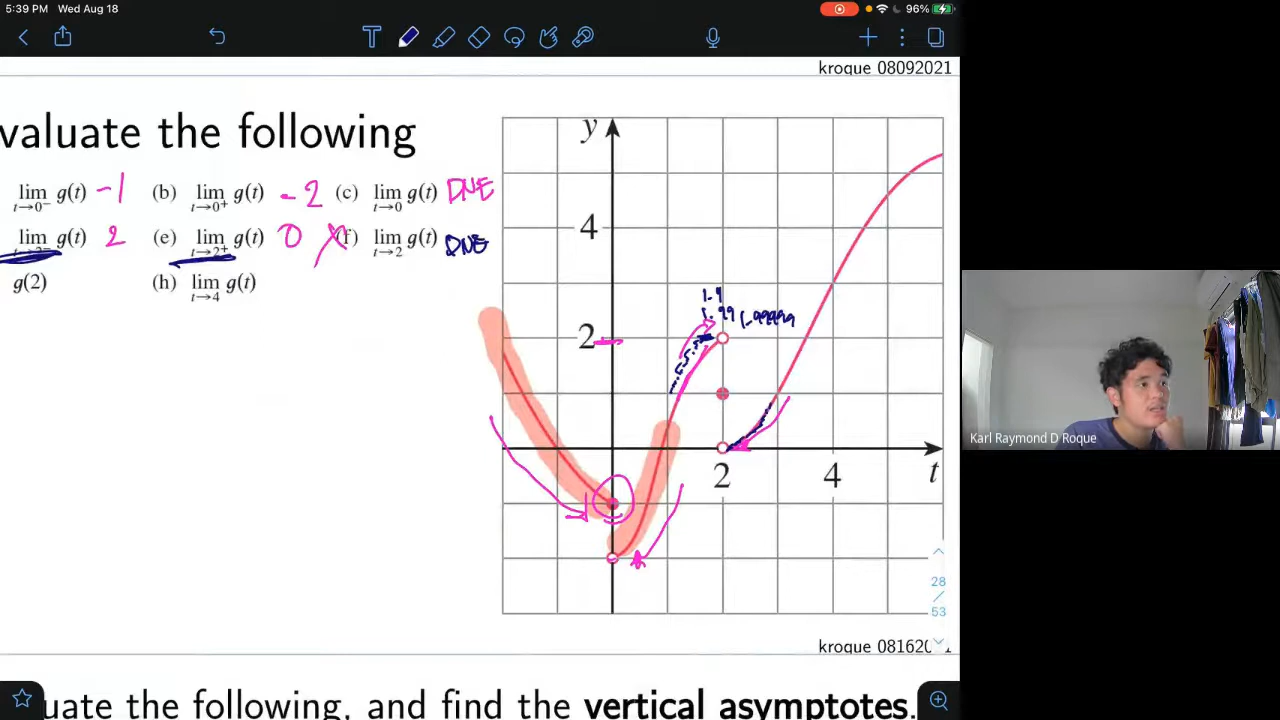 5:39 PM Wed Aug 18
96%
kroque 08092021
valuate the following
lim t→0⁻ g(t) -1 (b) lim t→0⁺ g(t) -2 (c) lim t→0 g(t) DNE
lim g(t) 2 (e) lim t→2⁺ g(t) 0 (f) lim t→2 g(t) DNE
g(2) (h) lim t→4 g(t)
y
4
1.9
1.99 1.99999
2
2 4 t
Karl Raymond D Roque
28
/
53
kroque 08162
uate the following, and find the vertical asymptotes.